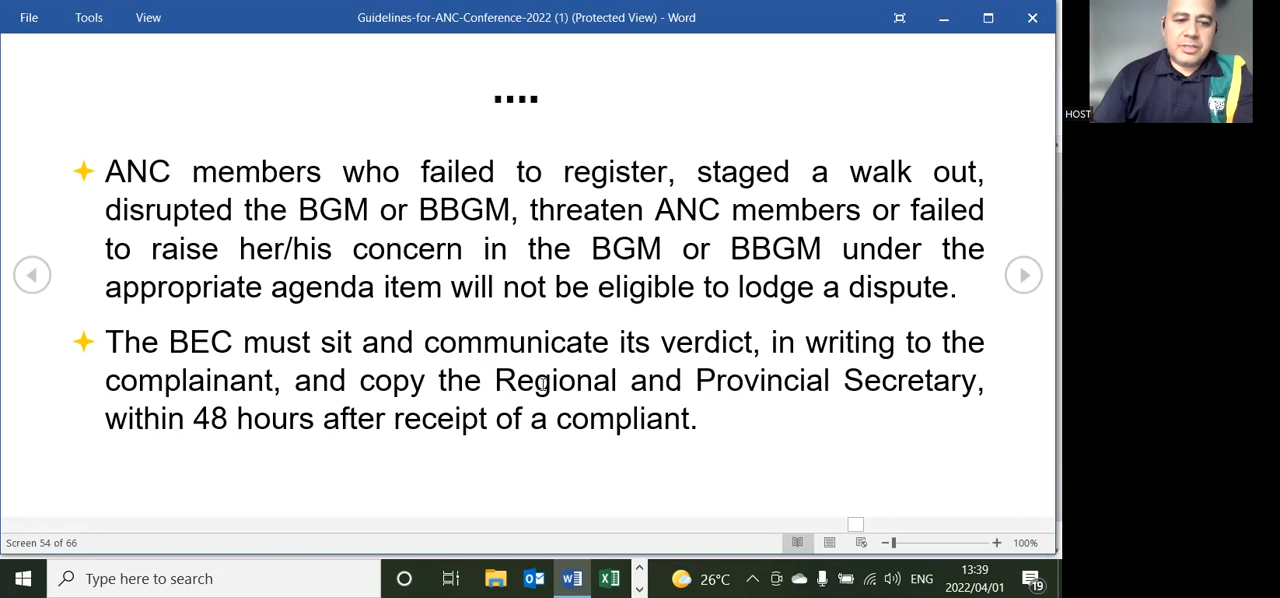 File Tools View Guidelines-for-ANC-Conference-2022 (1) (Protected View) - Word
HOST
....
ANC members who failed to register, staged a walk out,
disrupted the BGM or BBGM, threaten ANC members or failed
to raise her/his concern in the BGM or BBGM under the
appropriate agenda item will not be eligible to lodge a dispute.
The BEC must sit and communicate its verdict, in writing to the
complainant, and copy the Regional and Provincial Secretary,
within 48 hours after receipt of a compliant.
Screen 54 of 66 100%
Type here to search 26°C ENG 13:39
2022/04/01 19